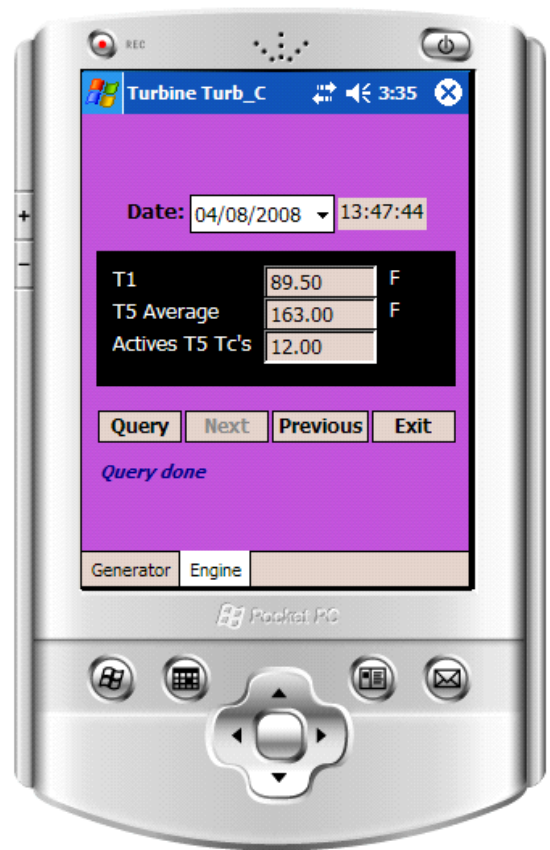 REC
Turbine Turb_C 3:35
Date: 04/08/2008 13:47:44
T1 89.50 F
T5 Average 163.00 F
Actives T5 Tc's 12.00
Query Next Previous Exit
Query done
Generator Engine
Pocket PC